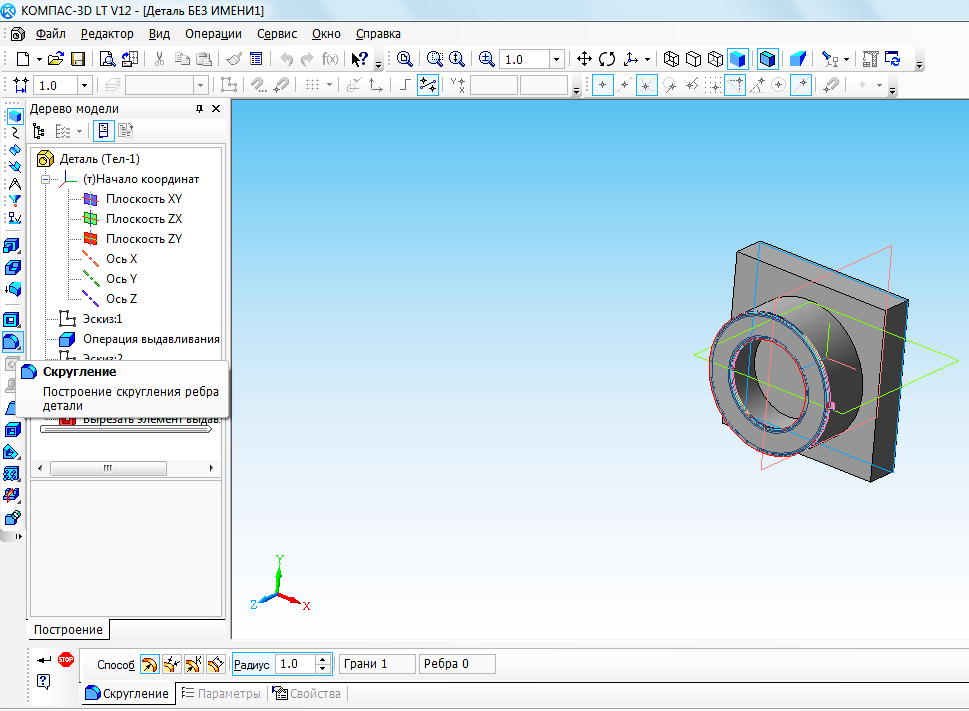 КОМПАС-3D LT V12 - [Деталь БЕЗ ИМЕНИ1]
Файл Редактор Вид Операции Сервис Окно Справка
f(x) 1.0
1.0
Дерево модели
Деталь (Тел-1)
(т)Начало координат
Плоскость XY
Плоскость ZX
Плоскость ZY
Ось X
Ось Y
Ось Z
Эскиз:1
Операция выдавливания
Эскиз:2
Скругление
Построение скругления ребра
детали
Вырезать элемент выдав
Y
Z
X
Построение
STOP Способ Радиус 1.0 Грани 1 Ребра 0
Скругление Параметры Свойства